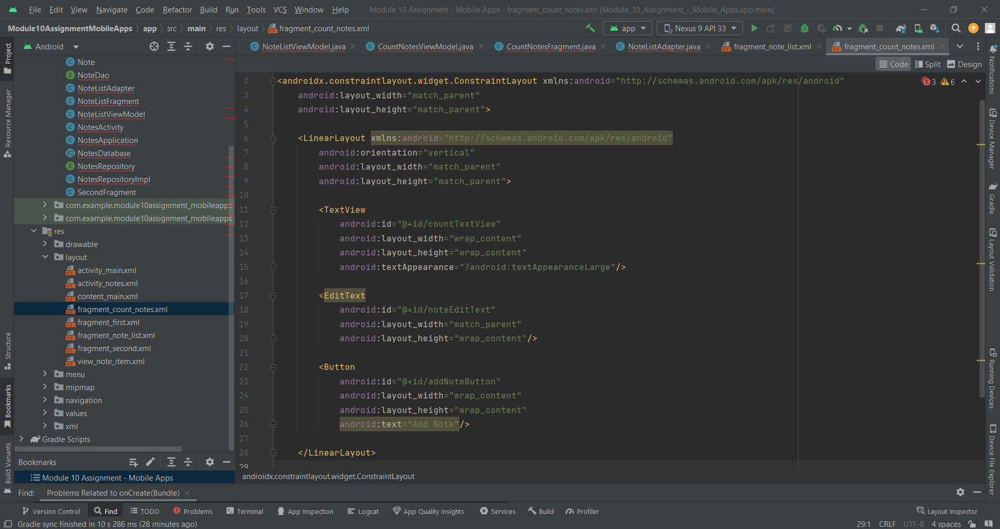 File Edit View Navigate Code Refactor Build Run Tools VCS Window Help Module 10 Assignment - Mobile Apps - fragment_count_notes.xml [Module_10_Assignment_-_Mobile_Apps.app.main]
Module10AssignmentMobileApps app src main res layout fragment_count_notes.xml app Nexus 9 API 33
Android NoteListViewModel.java CountNotesViewModel.java CountNotesFragment.java NoteListAdapter.java fragment_note_list.xml fragment_count_notes.xml
Code Split Design
Project
Resource Manager
Structure
Bookmarks
Build Variants
Note
NoteDao
NoteListAdapter
NoteListFragment
NoteListViewModel
NotesActivity
NotesApplication
NotesDatabase
NotesRepository
NotesRepositoryImpl
SecondFragment
com.example.module10assignment_mobileapps
com.example.module10assignment_mobileapps
res
drawable
layout
activity_main.xml
activity_notes.xml
content_main.xml
fragment_count_notes.xml
fragment_first.xml
fragment_note_list.xml
fragment_second.xml
view_note_item.xml
menu
mipmap
navigation
values
xml
Gradle Scripts
Bookmarks
Module 10 Assignment - Mobile Apps
2 <androidx.constraintlayout.widget.ConstraintLayout xmlns:android="http://schemas.android.com/apk/res/android"
3 android:layout_width="match_parent"
4 android:layout_height="match_parent">
5
6 <LinearLayout xmlns:android="http://schemas.android.com/apk/res/android"
7 android:orientation="vertical"
8 android:layout_width="match_parent"
9 android:layout_height="match_parent">
10
11 <TextView
12 android:id="@+id/countTextView"
13 android:layout_width="wrap_content"
14 android:layout_height="wrap_content"
15 android:textAppearance="?android:textAppearanceLarge"/>
16
17 <EditText
18 android:id="@+id/noteEditText"
19 android:layout_width="match_parent"
20 android:layout_height="wrap_content"/>
21
22 <Button
23 android:id="@+id/addNoteButton"
24 android:layout_width="wrap_content"
25 android:layout_height="wrap_content"
26 android:text="Add Note"/>
27
28 </LinearLayout>
29
3 6
androidx.constraintlayout.widget.ConstraintLayout
Notifications
Device Manager
Gradle
Layout Validation
Running Devices
Device File Explorer
Find: Problems Related to onCreate(Bundle)
Version Control Find TODO Problems Terminal App Inspection Logcat App Quality Insights Services Build Profiler Layout Inspector
Gradle sync finished in 10 s 286 ms (28 minutes ago) 29:1 CRLF UTF-8 4 spaces